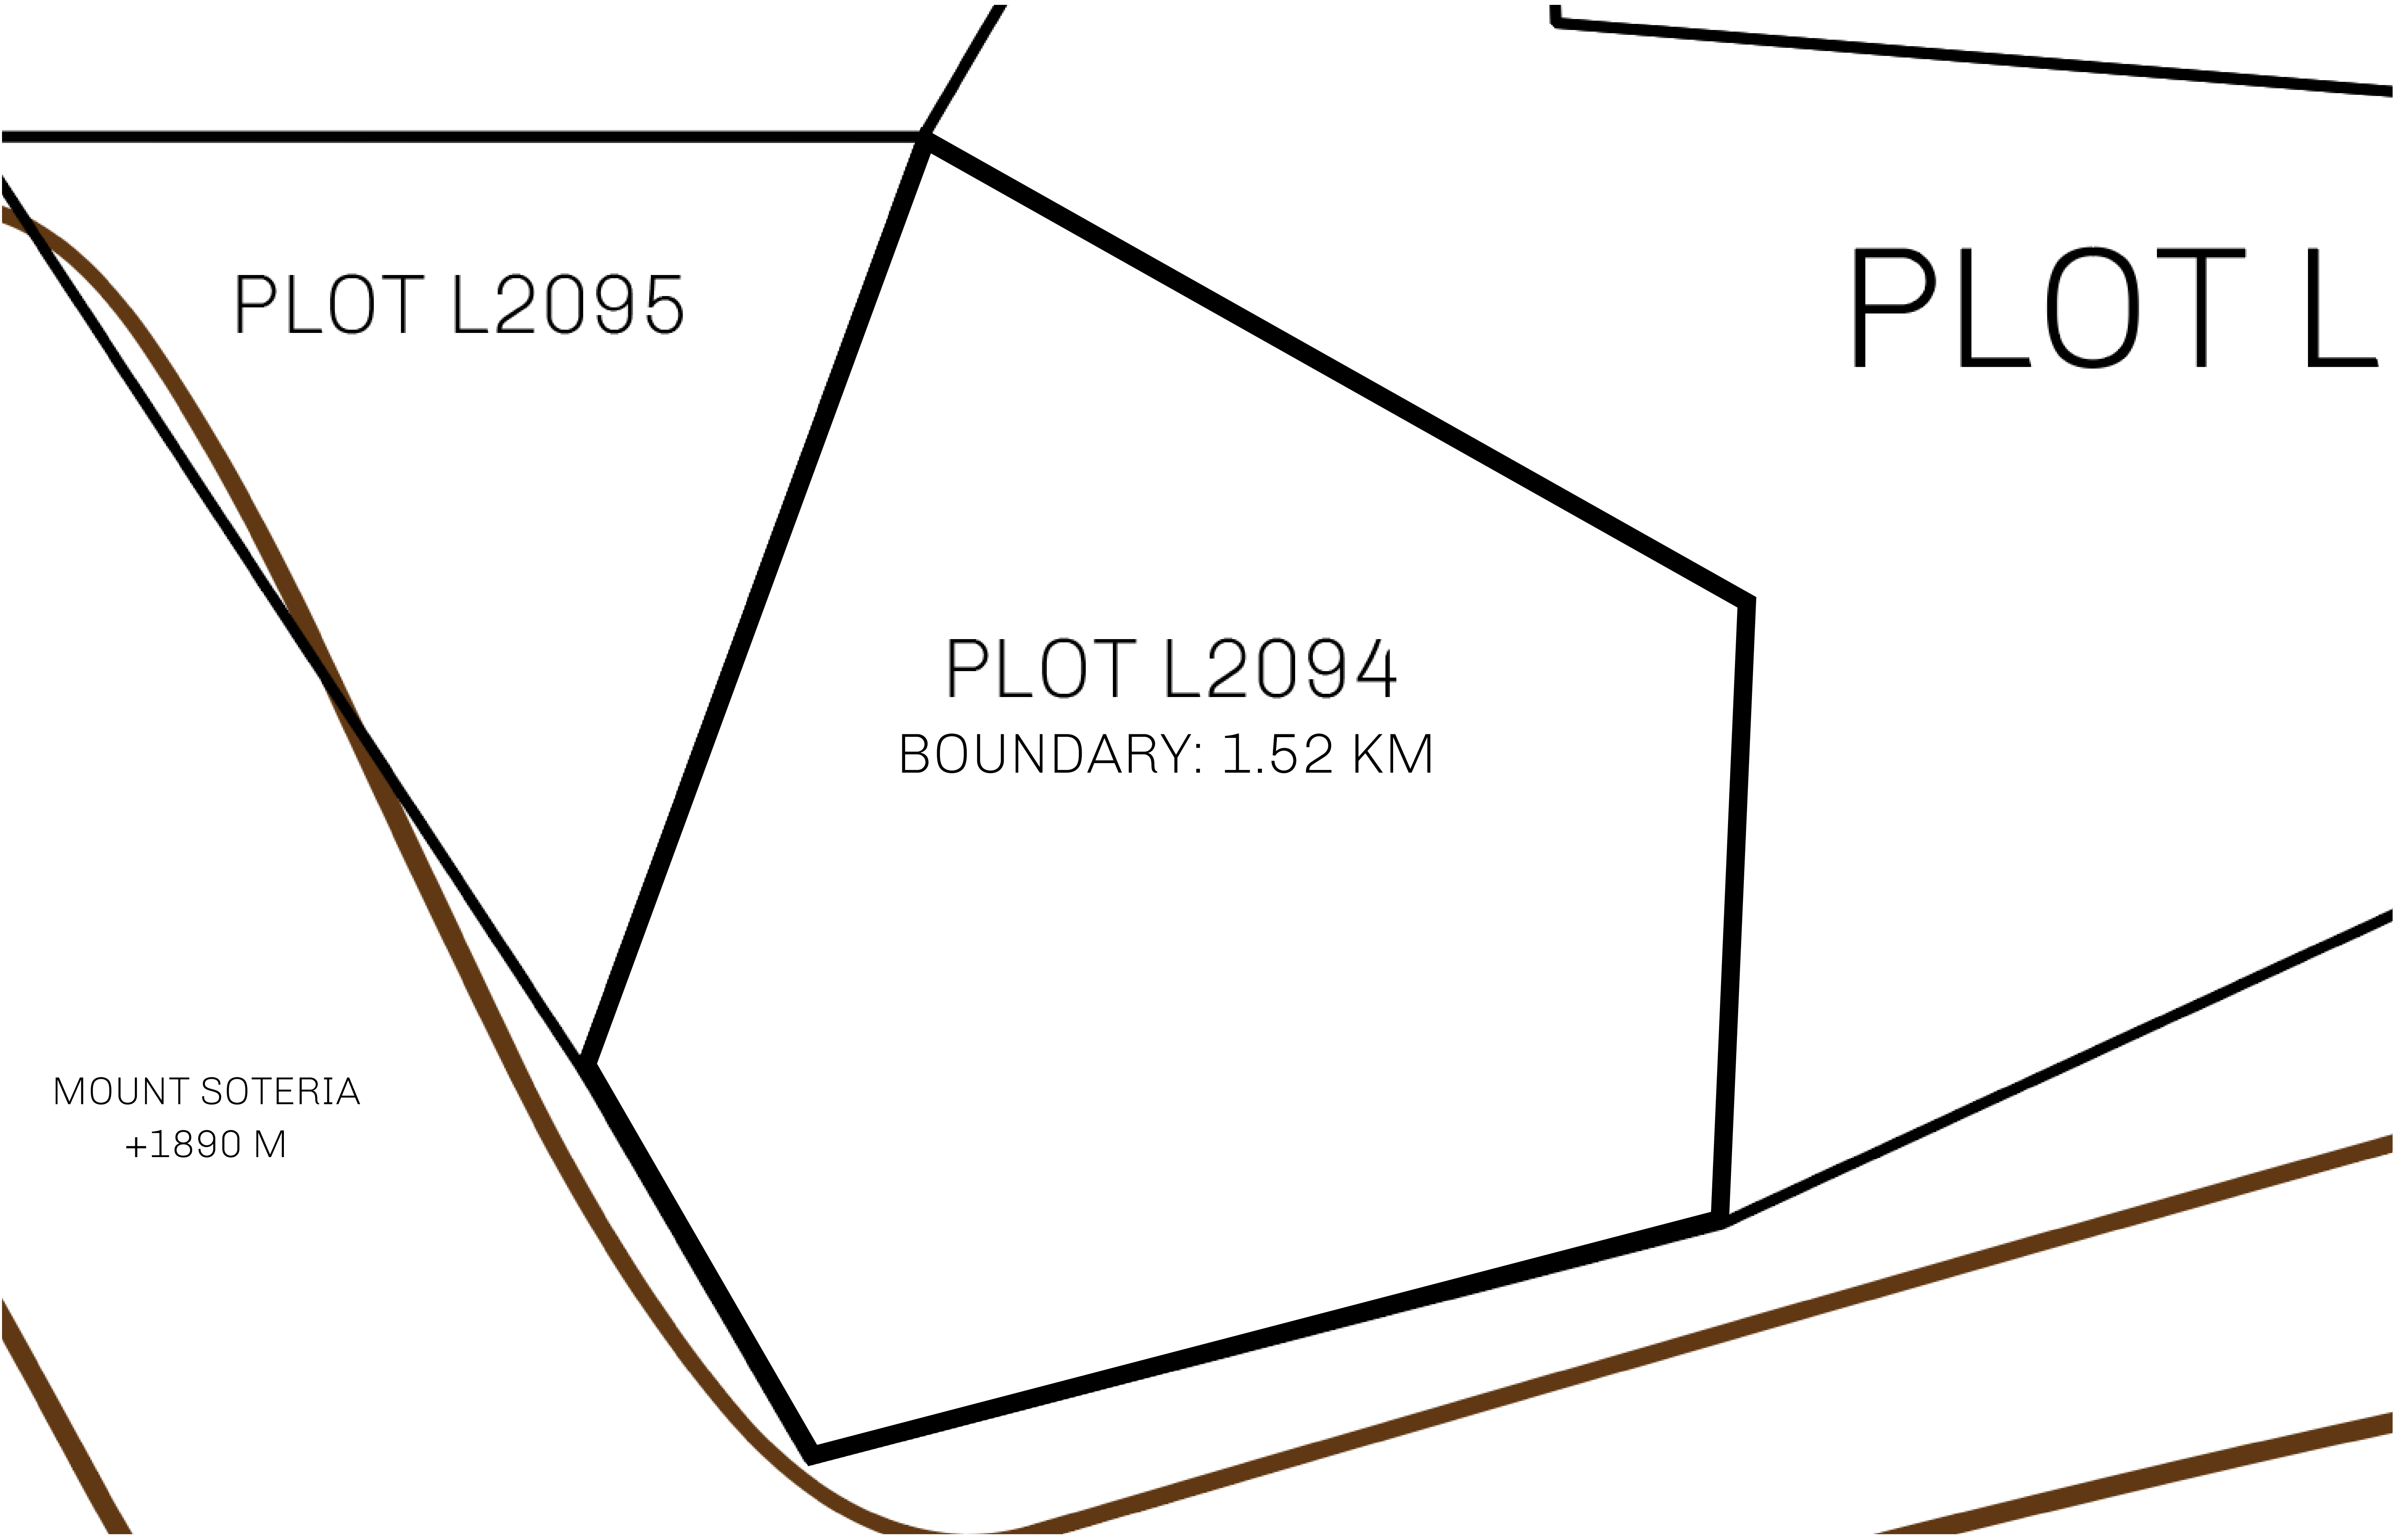 PLOT L2095
PLOT L
PLOT L2094
BOUNDARY: 1.52 KM
MOUNT SOTERIA
+1890 M